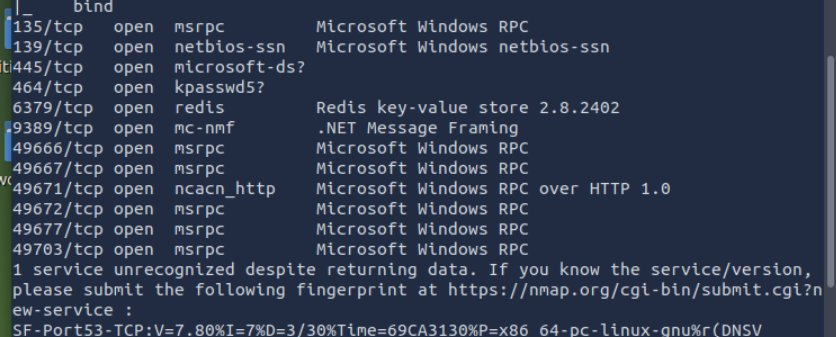 |_    bind
135/tcp   open  msrpc        Microsoft Windows RPC
139/tcp   open  netbios-ssn  Microsoft Windows netbios-ssn
445/tcp   open  microsoft-ds?
464/tcp   open  kpasswd5?
6379/tcp  open  redis        Redis key-value store 2.8.2402
9389/tcp  open  mc-nmf       .NET Message Framing
49666/tcp open  msrpc        Microsoft Windows RPC
49667/tcp open  msrpc        Microsoft Windows RPC
49671/tcp open  ncacn_http   Microsoft Windows RPC over HTTP 1.0
49672/tcp open  msrpc        Microsoft Windows RPC
49677/tcp open  msrpc        Microsoft Windows RPC
49703/tcp open  msrpc        Microsoft Windows RPC
1 service unrecognized despite returning data. If you know the service/version,
please submit the following fingerprint at https://nmap.org/cgi-bin/submit.cgi?n
ew-service :
SF-Port53-TCP:V=7.80%I=7%D=3/30%Time=69CA3130%P=x86_64-pc-linux-gnu%r(DNSV